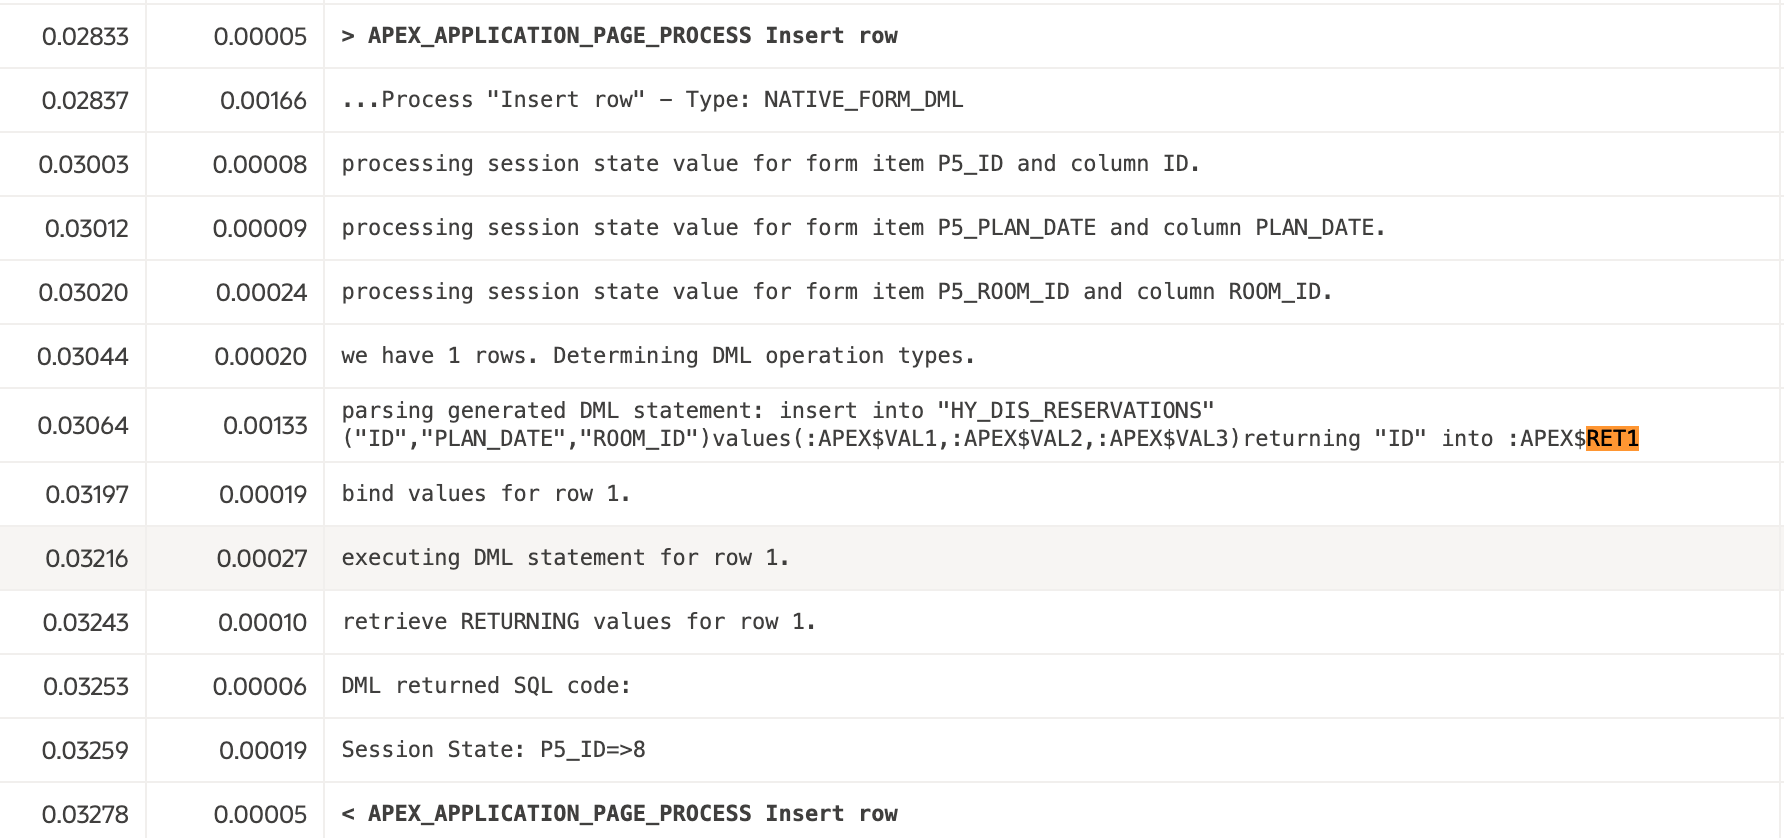 0.02833 0.00005 > APEX_APPLICATION_PAGE_PROCESS Insert row
0.02837 0.00166 ...Process "Insert row" – Type: NATIVE_FORM_DML
0.03003 0.00008 processing session state value for form item P5_ID and column ID.
0.03012 0.00009 processing session state value for form item P5_PLAN_DATE and column PLAN_DATE.
0.03020 0.00024 processing session state value for form item P5_ROOM_ID and column ROOM_ID.
0.03044 0.00020 we have 1 rows. Determining DML operation types.
0.03064 0.00133 parsing generated DML statement: insert into "HY_DIS_RESERVATIONS"
("ID","PLAN_DATE","ROOM_ID")values(:APEX$VAL1,:APEX$VAL2,:APEX$VAL3)returning "ID" into :APEX$RET1
0.03197 0.00019 bind values for row 1.
0.03216 0.00027 executing DML statement for row 1.
0.03243 0.00010 retrieve RETURNING values for row 1.
0.03253 0.00006 DML returned SQL code:
0.03259 0.00019 Session State: P5_ID=>8
0.03278 0.00005 < APEX_APPLICATION_PAGE_PROCESS Insert row